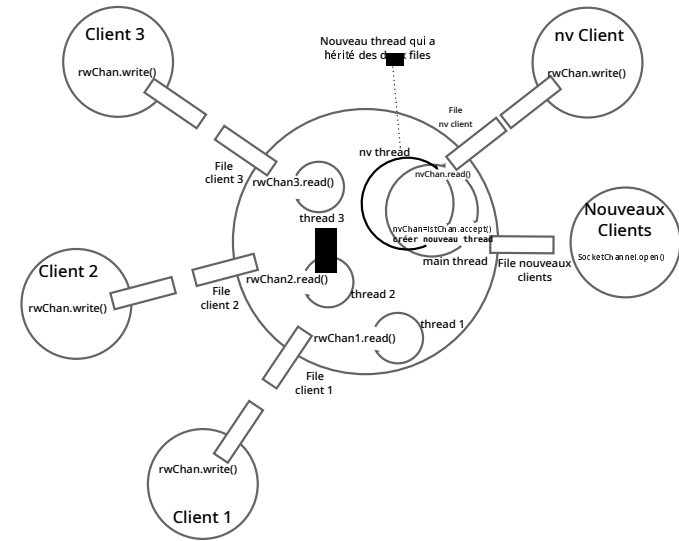 Client 3
rwChan.write()
Nouveau thread qui a
hérité des files
nv Client
rwChan.write()
File
nv client
nv thread
File
client 3
rwChan3.read()
nvChan.read()
thread 3
nvChan=lstChan.accept()
créer nouveau thread
main thread
Nouveaux
Clients
SocketChannel.open()
File nouveaux
clients
Client 2
rwChan.write()
File
client 2
rwChan2.read()
thread 2
thread 1
rwChan1.read()
File
client 1
rwChan.write()
Client 1